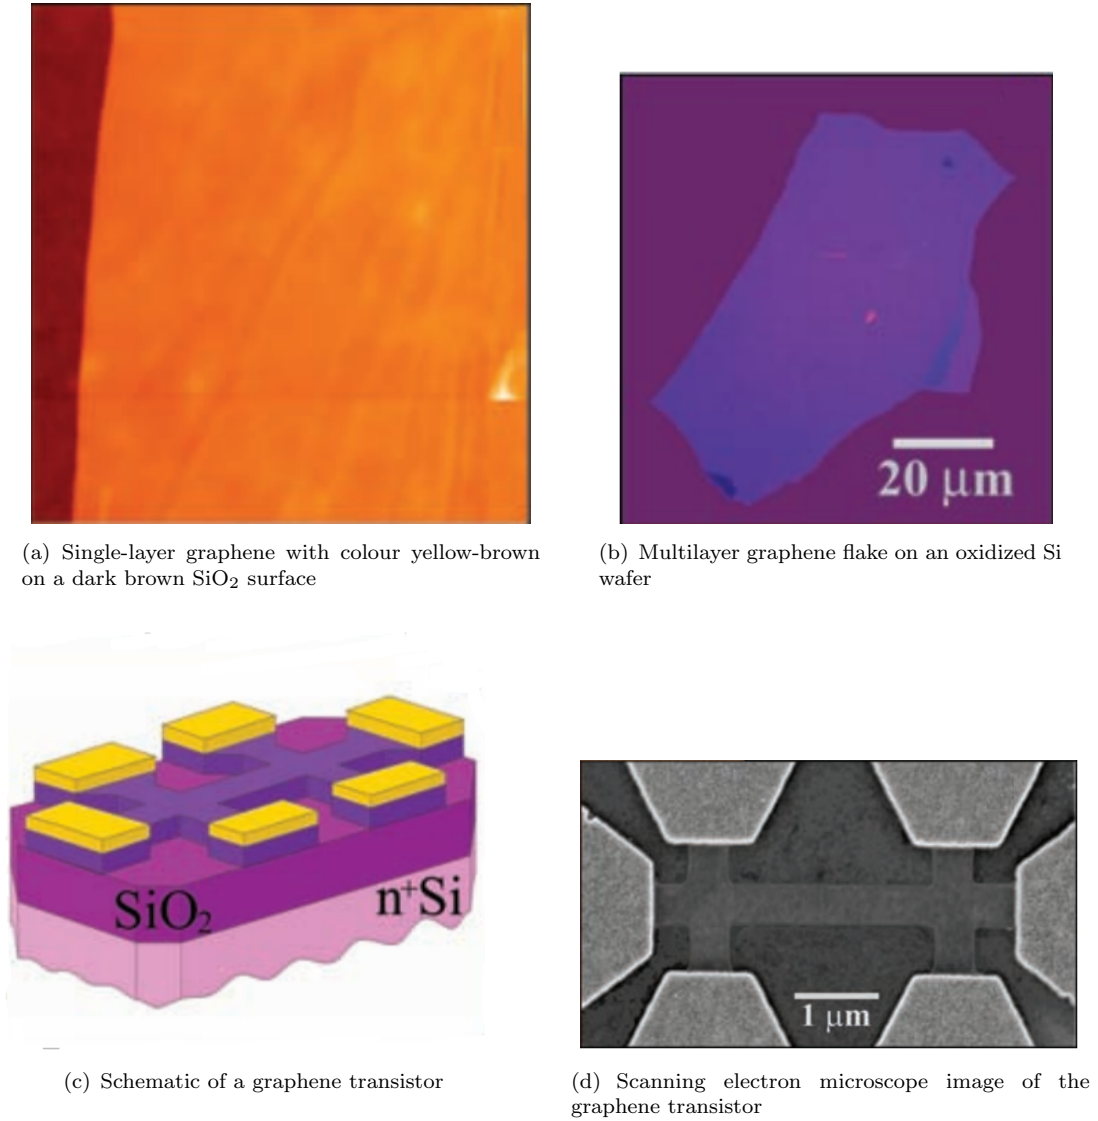 20 μm
(a) Single-layer graphene with colour yellow-brown
on a dark brown SiO₂ surface
(b) Multilayer graphene flake on an oxidized Si
wafer
SiO₂
n⁺Si
1 μm
(c) Schematic of a graphene transistor
(d) Scanning electron microscope image of the
graphene transistor